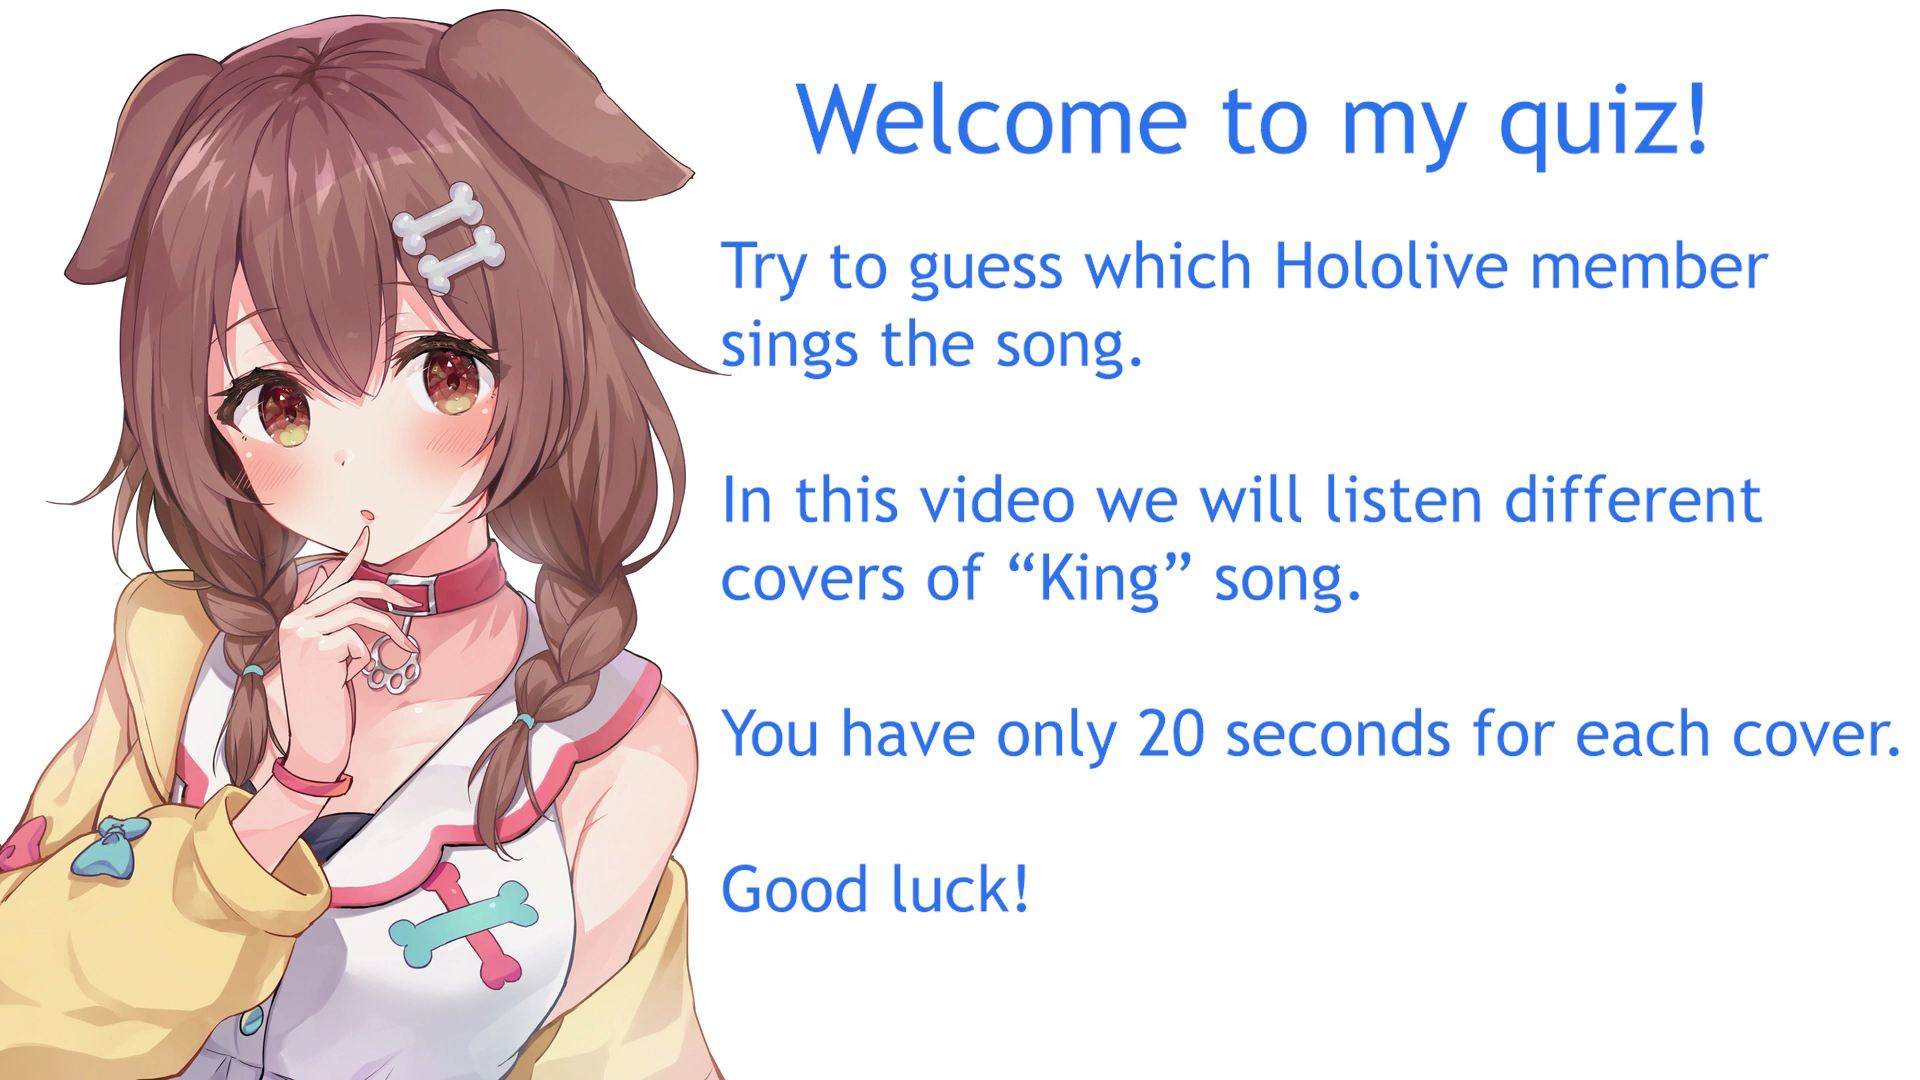 Welcome to my quiz!
Try to guess which Hololive member
sings the song.
In this video we will listen different
covers of “King” song.
You have only 20 seconds for each cover.
Good luck!